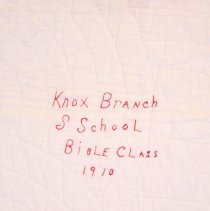 Knox Branch
S School
Bible Class
1910